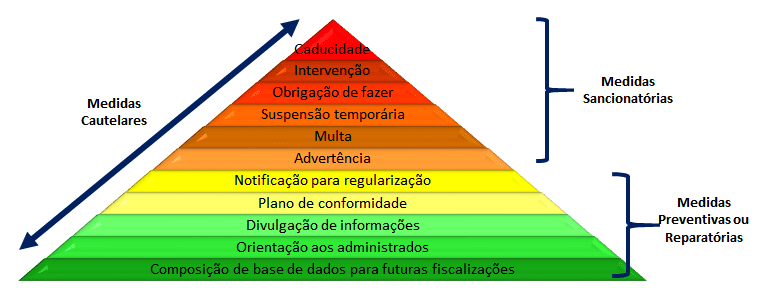 Caducidade
Intervenção
Obrigação de fazer
Suspensão temporária
Multa
Advertência
Notificação para regularização
Plano de conformidade
Divulgação de informações
Orientação aos administrados
Composição de base de dados para futuras fiscalizações
Medidas
Cautelares
Medidas
Sancionatórias
Medidas
Preventivas ou
Reparatórias